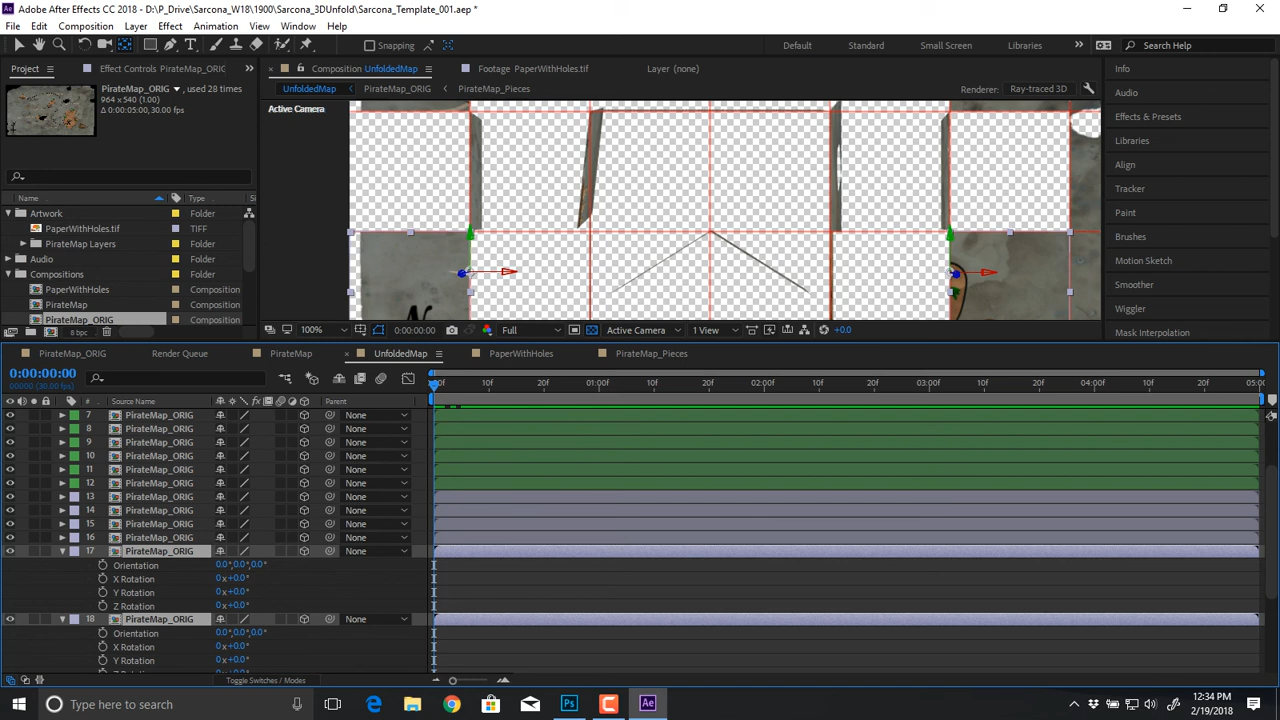 Adobe After Effects CC 2018 - D:\P_Drive\Sarcona_W18\1900\Sarcona_3DUnfold\Sarcona_Template_001.aep *
File Edit Composition Layer Effect Animation View Window Help
Snapping Default Standard Small Screen Libraries Search Help
Project Effect Controls PirateMap_ORIG Composition UnfoldedMap Footage PaperWithHoles.tif Layer (none) Info
PirateMap_ORIG , used 28 times UnfoldedMap PirateMap_ORIG PirateMap_Pieces Renderer: Ray-traced 3D Audio
964 x 540 (1.00)
Δ 0:00:05:00, 30.00 fps
Active Camera
Effects & Presets
Libraries
Align
Tracker
Paragraph
Brushes
Motion Sketch
Smoother
Wiggler
Mask Interpolation
Name Type Si
Artwork Folder
PaperWithHoles.tif TIFF
PirateMap Layers Folder
Audio Folder
Compositions Folder
PaperWithHoles Composition
PirateMap Composition
PirateMap_ORIG Composition
8 bpc 100% 0:00:00:00 Full Active Camera 1 View +0.0
PirateMap_ORIG Render Queue PirateMap UnfoldedMap PaperWithHoles PirateMap_Pieces
0:00:00:00
00000 (30.00 fps)
:00f 10f 20f 01:00f 10f 20f 02:00f 10f 20f 03:00f 10f 20f 04:00f 10f 20f 05:00
# Source Name Parent
7 PirateMap_ORIG None
8 PirateMap_ORIG None
9 PirateMap_ORIG None
10 PirateMap_ORIG None
11 PirateMap_ORIG None
12 PirateMap_ORIG None
13 PirateMap_ORIG None
14 PirateMap_ORIG None
15 PirateMap_ORIG None
16 PirateMap_ORIG None
17 PirateMap_ORIG None
Orientation 0.0°,0.0°,0.0°
X Rotation 0x+0.0°
Y Rotation 0x+0.0°
Z Rotation 0x+0.0°
18 PirateMap_ORIG None
Orientation 0.0°,0.0°,0.0°
X Rotation 0x+0.0°
Y Rotation 0x+0.0°
Toggle Switches / Modes
Type here to search
12:34 PM
2/19/2018